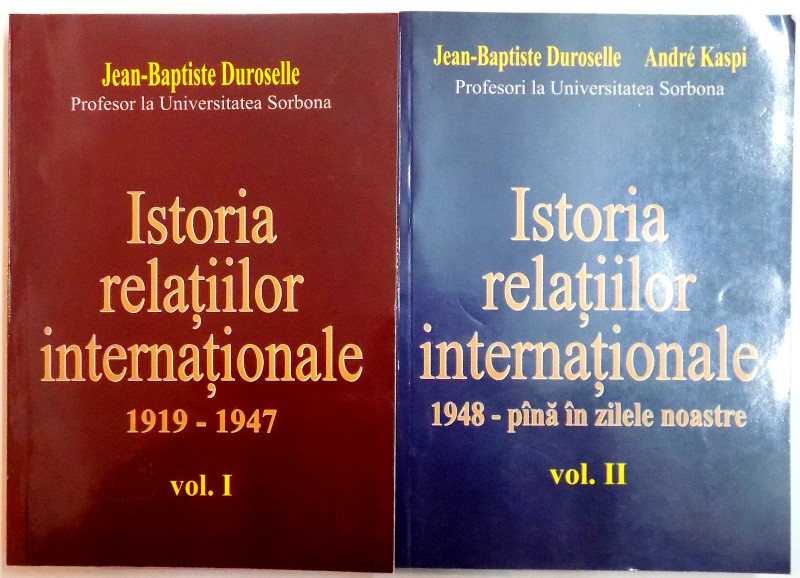 Jean-Baptiste Duroselle
Profesor la Universitatea Sorbona
Istoria
relațiilor
internaționale
1919 - 1947
vol. I
Jean-Baptiste Duroselle André Kaspi
Profesori la Universitatea Sorbona
Istoria
relațiilor
internaționale
1948 - pînă în zilele noastre
vol. II